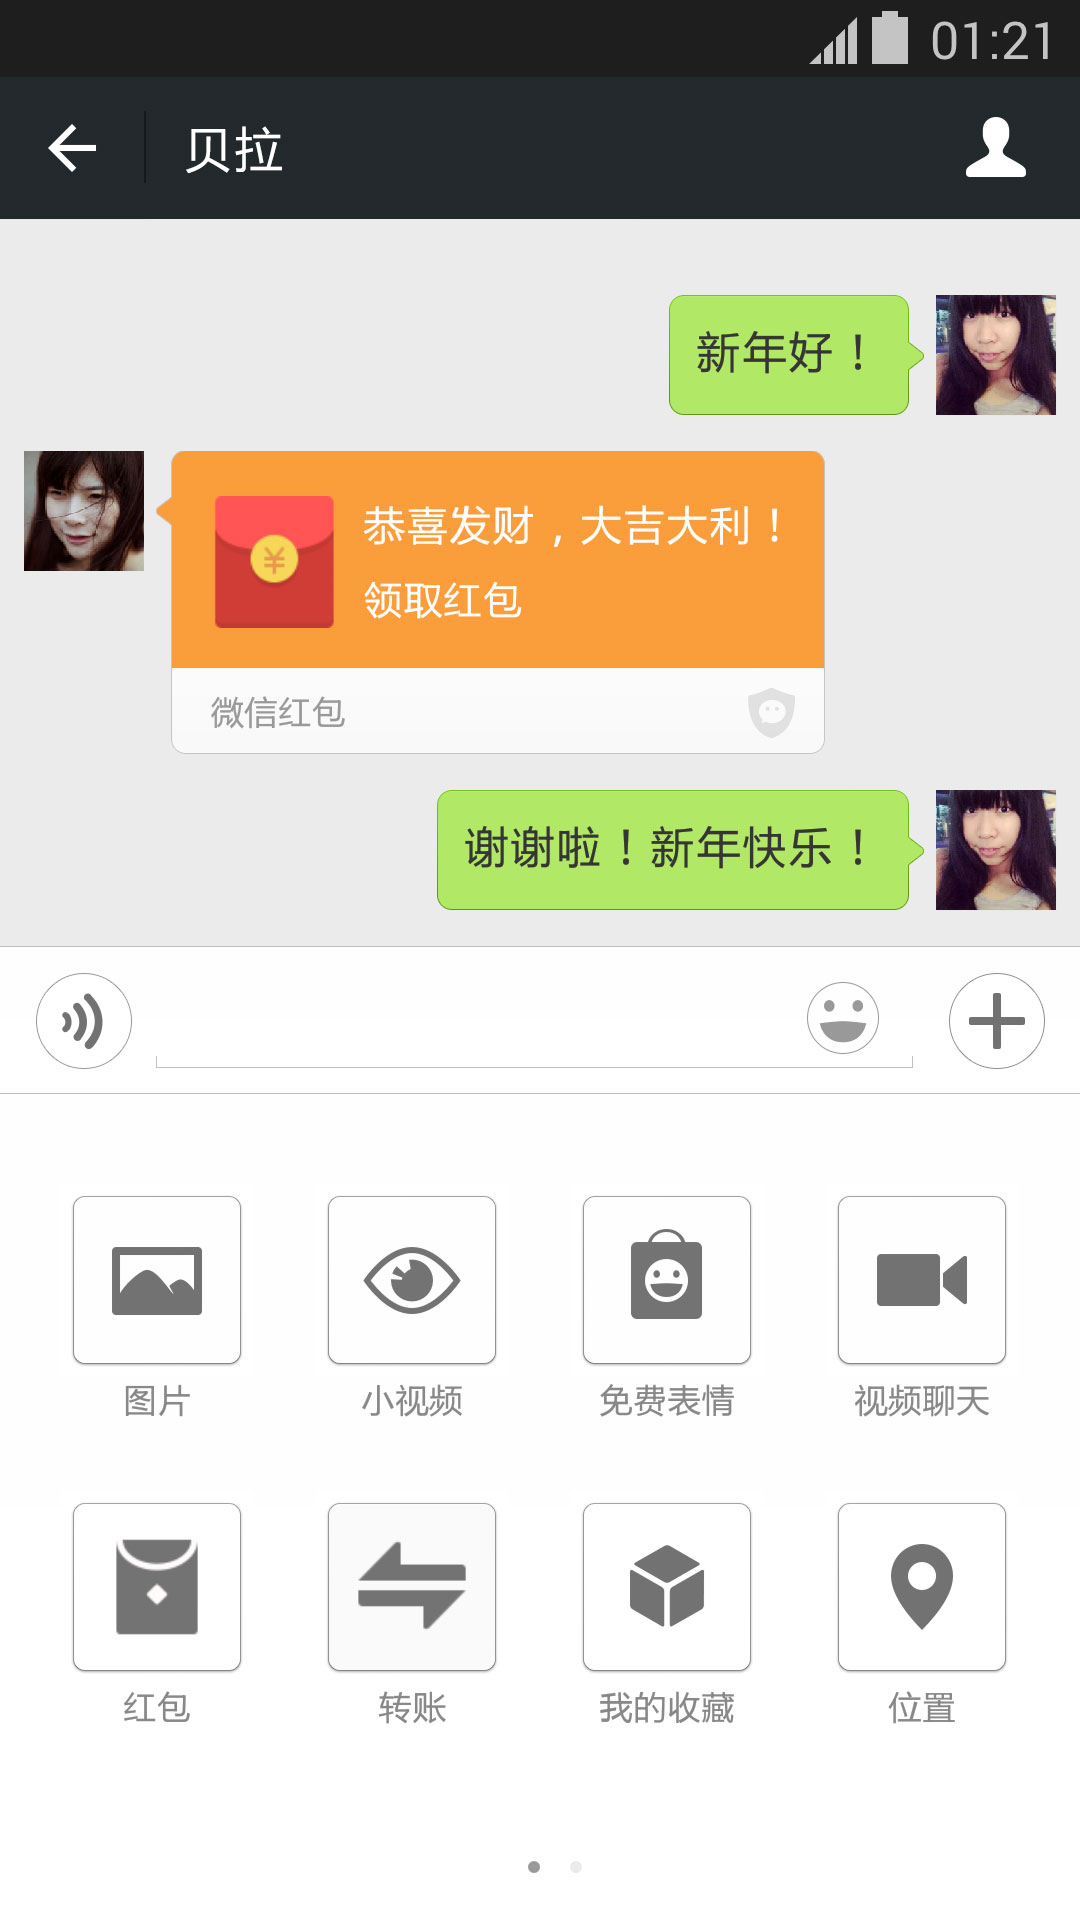 01:21
贝拉
新年好！
恭喜发财，大吉大利！
领取红包
微信红包
谢谢啦！新年快乐！
图片
小视频
免费表情
视频聊天
红包
转账
我的收藏
位置